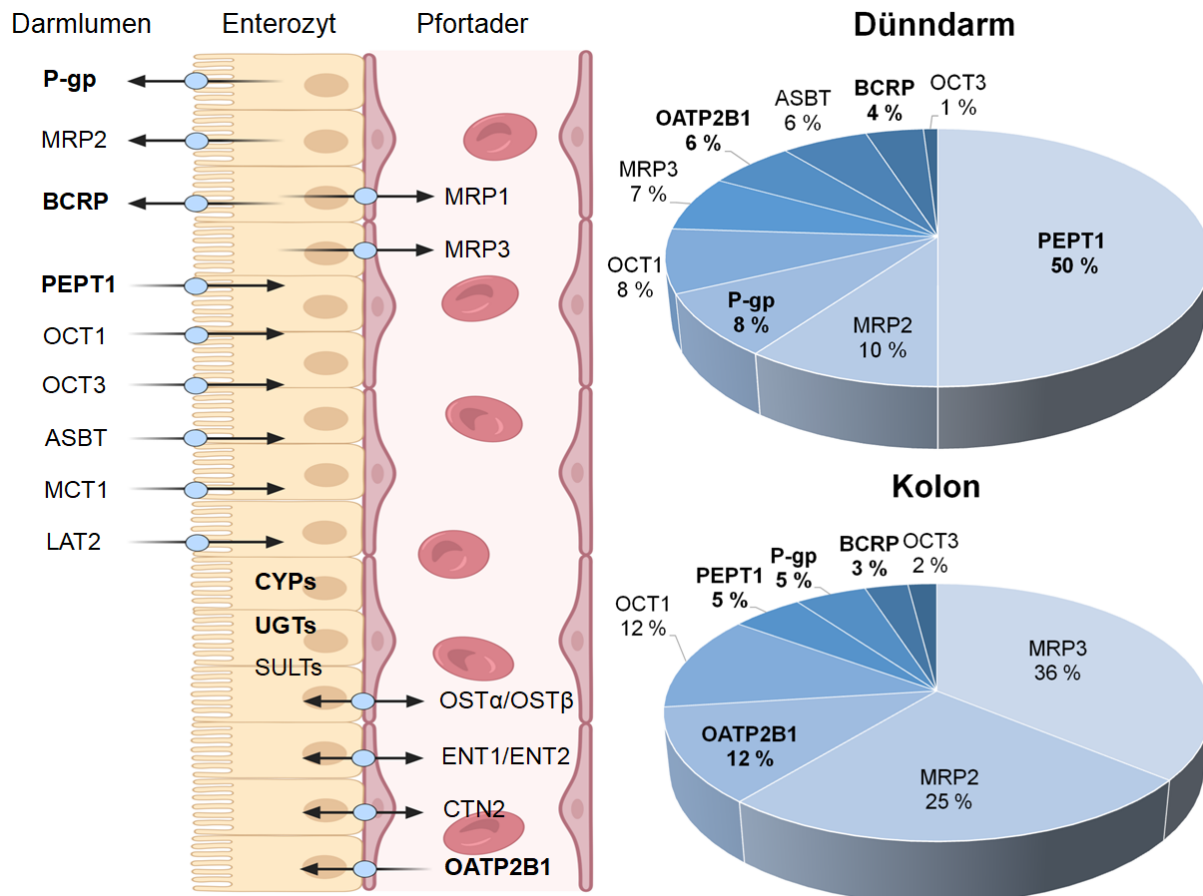 Darmlumen
Enterozyt
Pfortader
P-gp
MRP2
BCRP
PEPT1
OCT1
OCT3
ASBT
MCT1
LAT2
MRP1
MRP3
CYPs
UGTs
SULTs
OSTα/OSTβ
ENT1/ENT2
CTN2
OATP2B1
Dünndarm
OCT3
1 %
BCRP
4 %
ASBT
6 %
OATP2B1
6 %
MRP3
7 %
OCT1
8 %
P-gp
8 %
MRP2
10 %
PEPT1
50 %
Kolon
OCT3
2 %
BCRP
3 %
P-gp
5 %
PEPT1
5 %
OCT1
12 %
OATP2B1
12 %
MRP2
25 %
MRP3
36 %